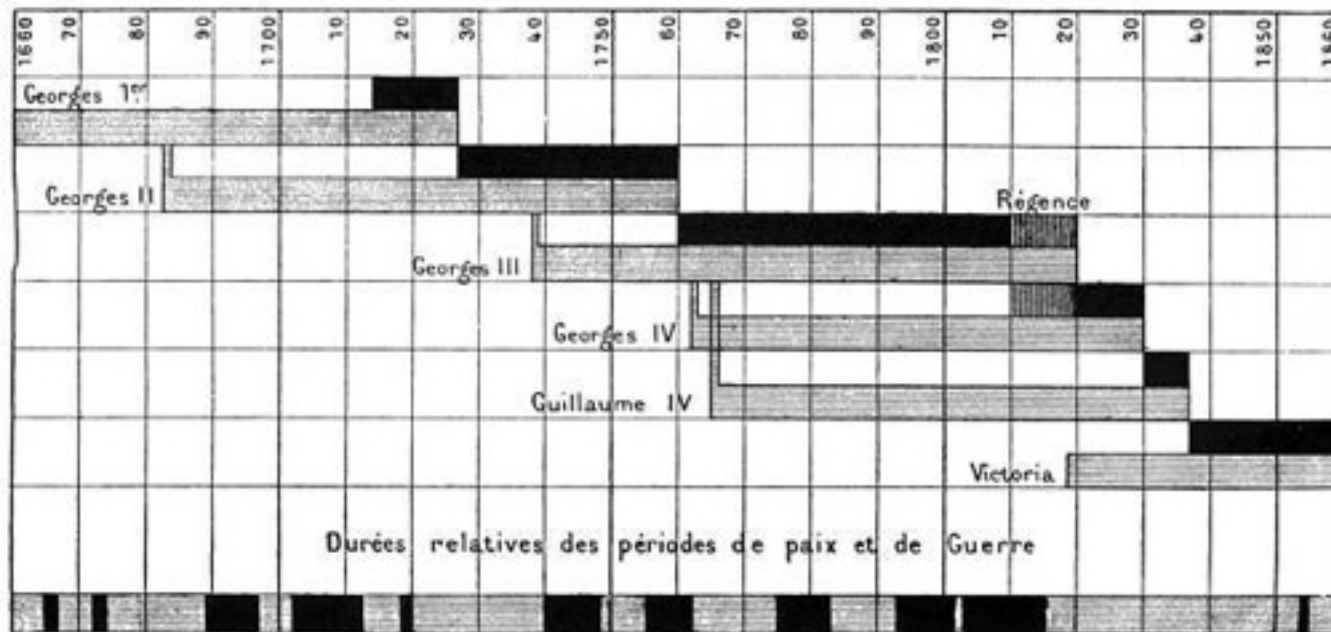 1660 70 80 90 1700 10 20 30 40 1750 60 70 80 90 1800 10 20 30 40 1850 1860
Georges 1er
Georges II
Régence
Georges III
Georges IV
Guillaume IV
Victoria
Durées relatives des périodes de paix et de Guerre